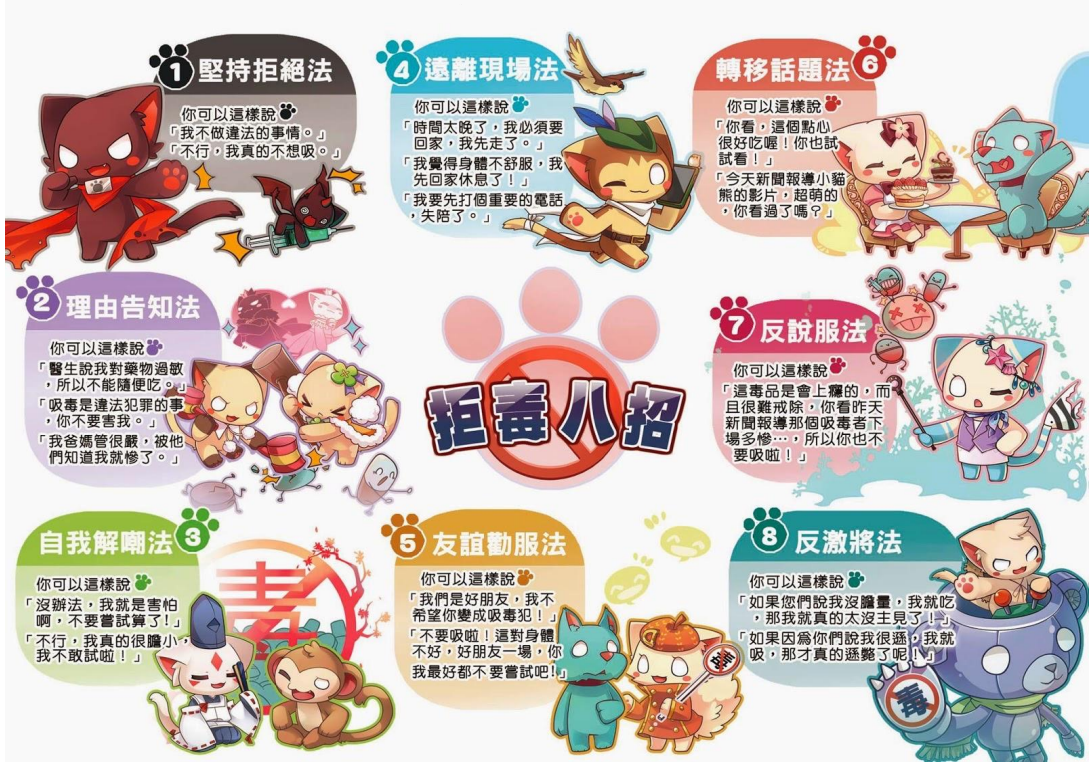 1 堅持拒絕法
你可以這樣說
「我不做違法的事情。」
「不行，我真的不想吸。」
2 理由告知法
你可以這樣說
「醫生說我對藥物過敏
，所以不能隨便吃。」
「吸毒是違法犯罪的事
，你不要害我。」
「我爸媽管很嚴，被他
們知道我就慘了。」
自我解嘲法 3
你可以這樣說
「沒辦法，我就是害怕
啊，不要嘗試算了！」
「不行，我真的很膽小，
我不敢試啦！」
毒
4 遠離現場法
你可以這樣說
「時間太晚了，我必須要
回家，我先走了。」
「我覺得身體不舒服，我
先回家休息了！」
「我要先打個重要的電話
，失陪了。」
拒毒八招
5 友誼勸服法
你可以這樣說
「我們是好朋友，我不
希望你變成吸毒犯！」
「不要吸啦！這對身體
不好，好朋友一場，你
我最好都不要嘗試吧！」
毒
轉移話題法 6
你可以這樣說
「你看，這個點心
很好吃喔！你也試
試看！」
「今天新聞報導小貓
熊的影片，超萌的
，你看過了嗎？」
7 反說服法
你可以這樣說
「這毒品是會上癮的，而
且很難戒除，你看昨天
新聞報導那個吸毒者下
場多慘…，所以你也不
要吸啦！」
8 反激將法
你可以這樣說
「如果您們說我沒膽量，我就吃
，那我就真的太沒主見了！」
「如果因為你們說我很遜，我就
吸，那才真的遜斃了呢！」
毒